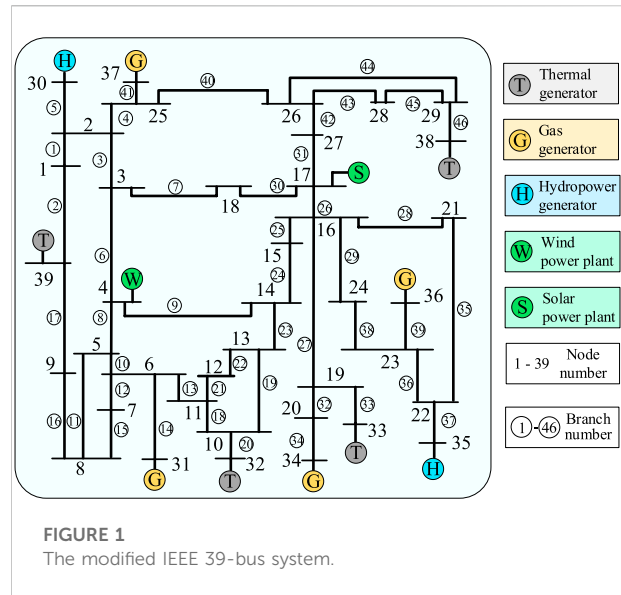 H
G
30
37
44
40
5
41
4
25
26
43
28
45
29
2
42
46
1
3
27
38
1
31
T
3
17
S
7
30
18
2
26
16
28
21
T
25
6
15
29
39
W
24
24
G
4
14
36
9
17
8
35
13
23
27
38
39
5
12
22
23
9
10
6
19
19
36
13
21
12
11
18
20
32
33
22
16
11
7
14
10
20
33
37
15
34
35
8
31
32
34
T
G
T
G
H
T
Thermal
generator
G
Gas
generator
H
Hydropower
generator
W
Wind
power plant
S
Solar
power plant
1 - 39
Node
number
1-46
Branch
number
FIGURE 1
The modified IEEE 39-bus system.